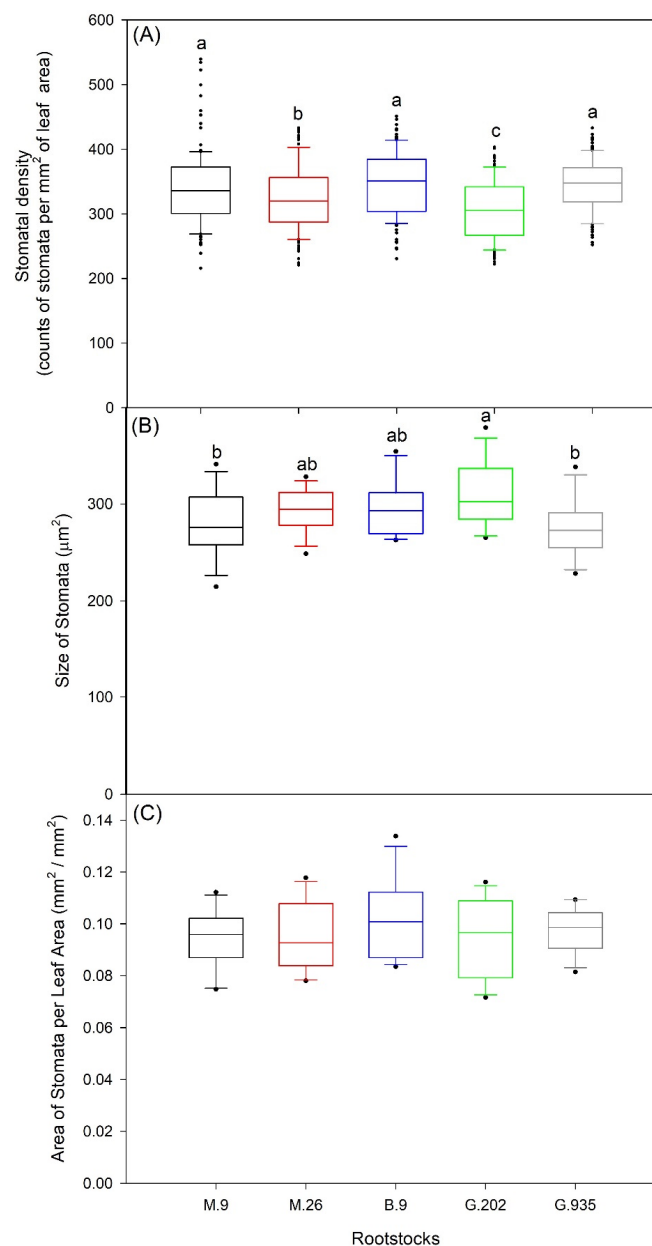 (A)
Stomatal density
(counts of stomata per mm² of leaf area)
600
500
400
300
200
100
0
a
b
a
c
a
(B)
Size of Stomata (μm²)
300
200
100
0
b
ab
ab
a
b
(C)
Area of Stomata per Leaf Area (mm² / mm²)
0.14
0.12
0.10
0.08
0.06
0.04
0.02
0.00
M.9 M.26 B.9 G.202 G.935
Rootstocks